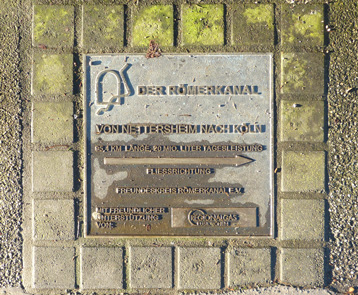 DER RÖMERKANAL
VON NETTERSHEIM NACH KÖLN
95,4 KM LÄNGE, 20 MIO. LITER TAGESLEISTUNG
FLIESSRICHTUNG
FREUNDESKREIS RÖMERKANAL E.V.
MIT FREUNDLICHER
UNTERSTÜTZUNG
VON:
REGIONALGAS